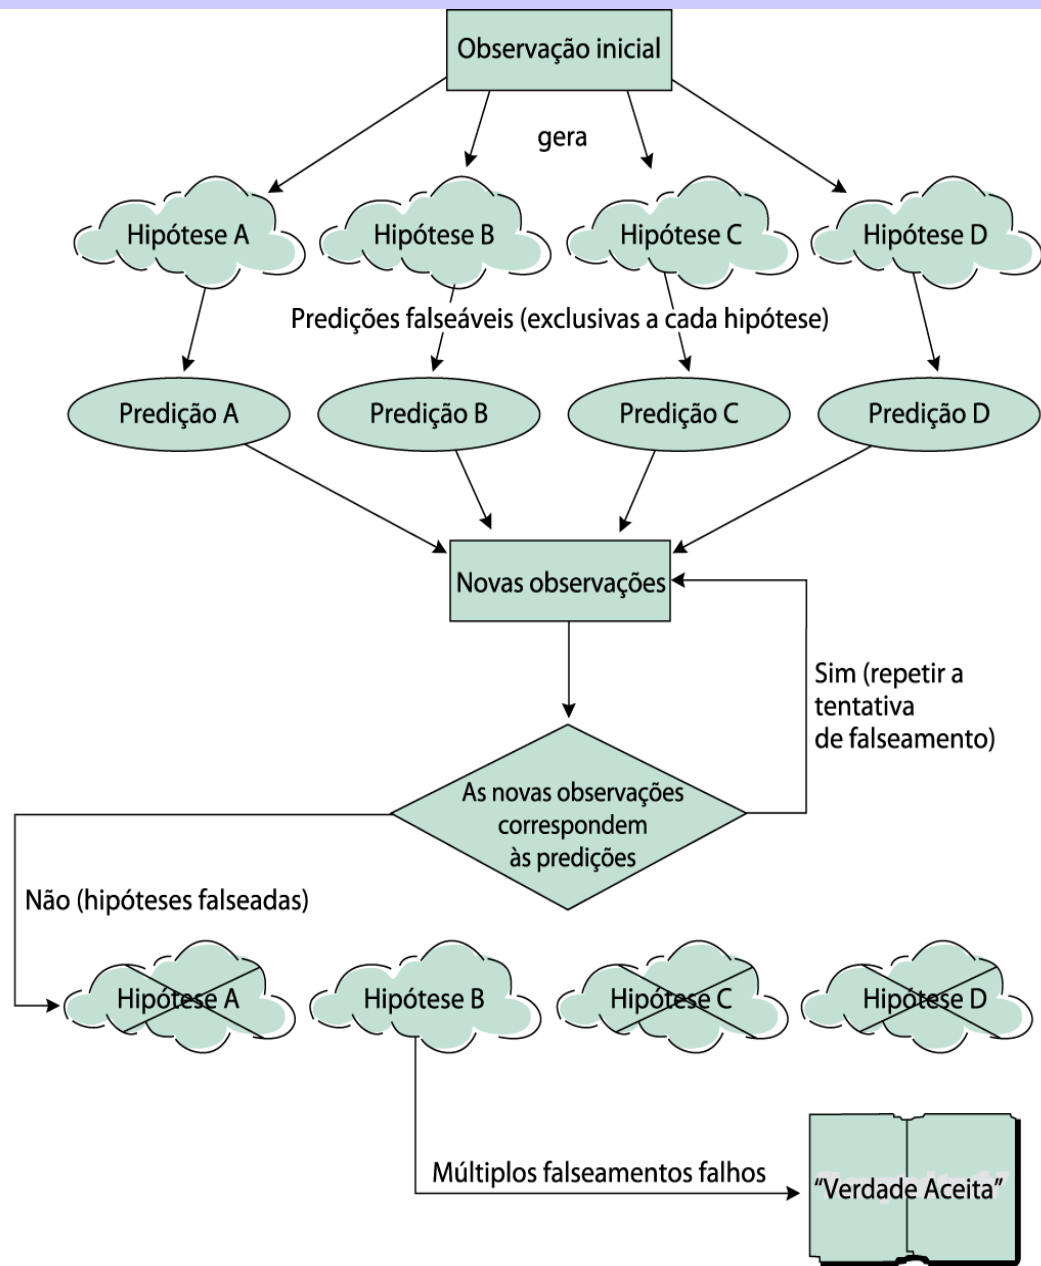 Observação inicial
gera
Hipótese A
Hipótese B
Hipótese C
Hipótese D
Predições falseáveis (exclusivas a cada hipótese)
Predição A
Predição B
Predição C
Predição D
Novas observações
Sim (repetir a
tentativa
de falseamento)
As novas observações
correspondem
às predições
Não (hipóteses falseadas)
Hipótese A
Hipótese B
Hipótese C
Hipótese D
Múltiplos falseamentos falhos
“Verdade Aceita”